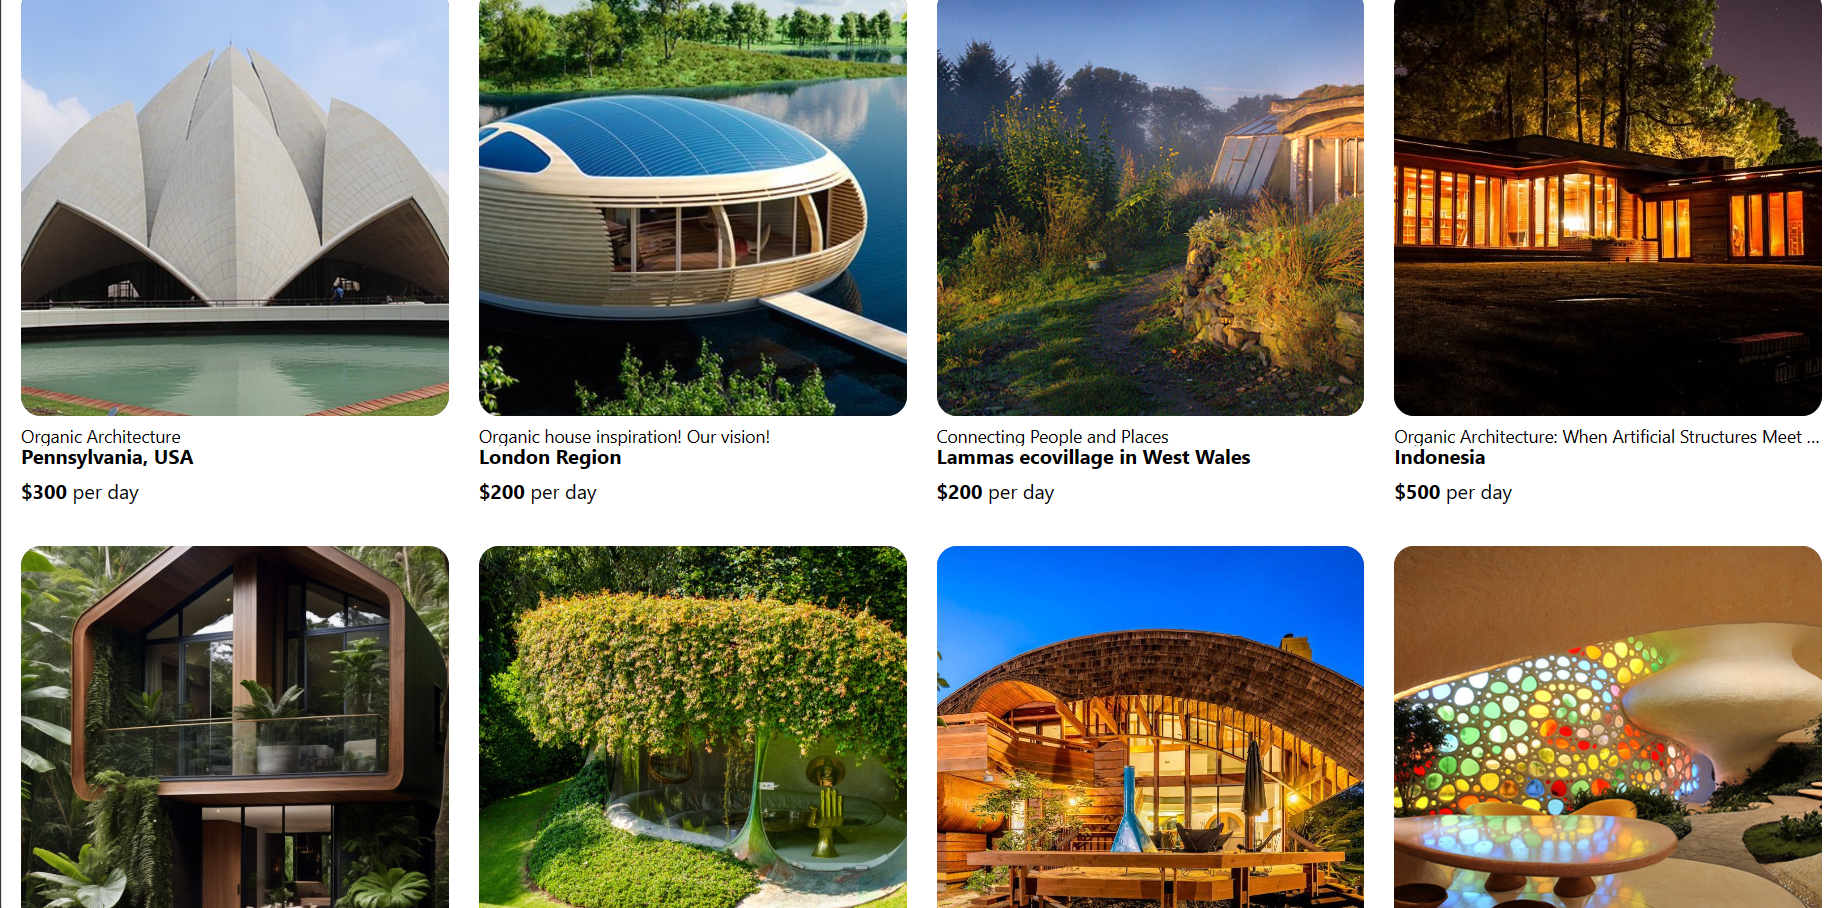 Organic Architecture
Pennsylvania, USA
$300 per day
Organic house inspiration! Our vision!
London Region
$200 per day
Connecting People and Places
Lammas ecovillage in West Wales
$200 per day
Organic Architecture: When Artificial Structures Meet ...
Indonesia
$500 per day